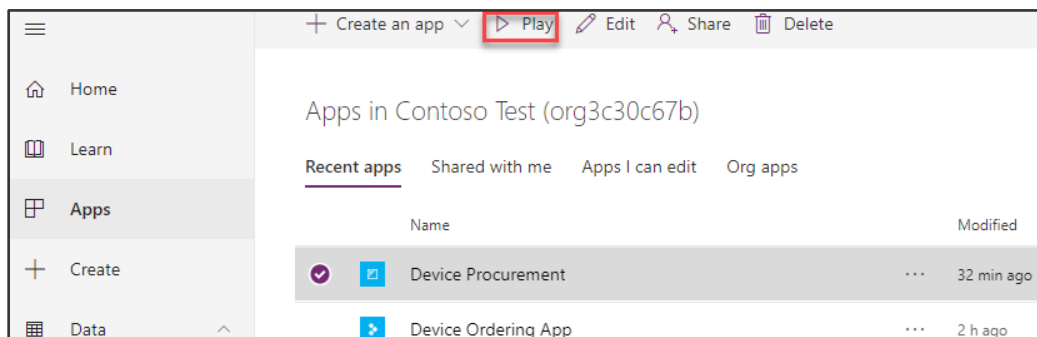 Create an app Play Edit Share Delete
Home
Learn
Apps
Create
Data
Apps in Contoso Test (org3c30c67b)
Recent apps Shared with me Apps I can edit Org apps
Name Modified
Device Procurement ... 32 min ago
Device Ordering App ... 2 h ago